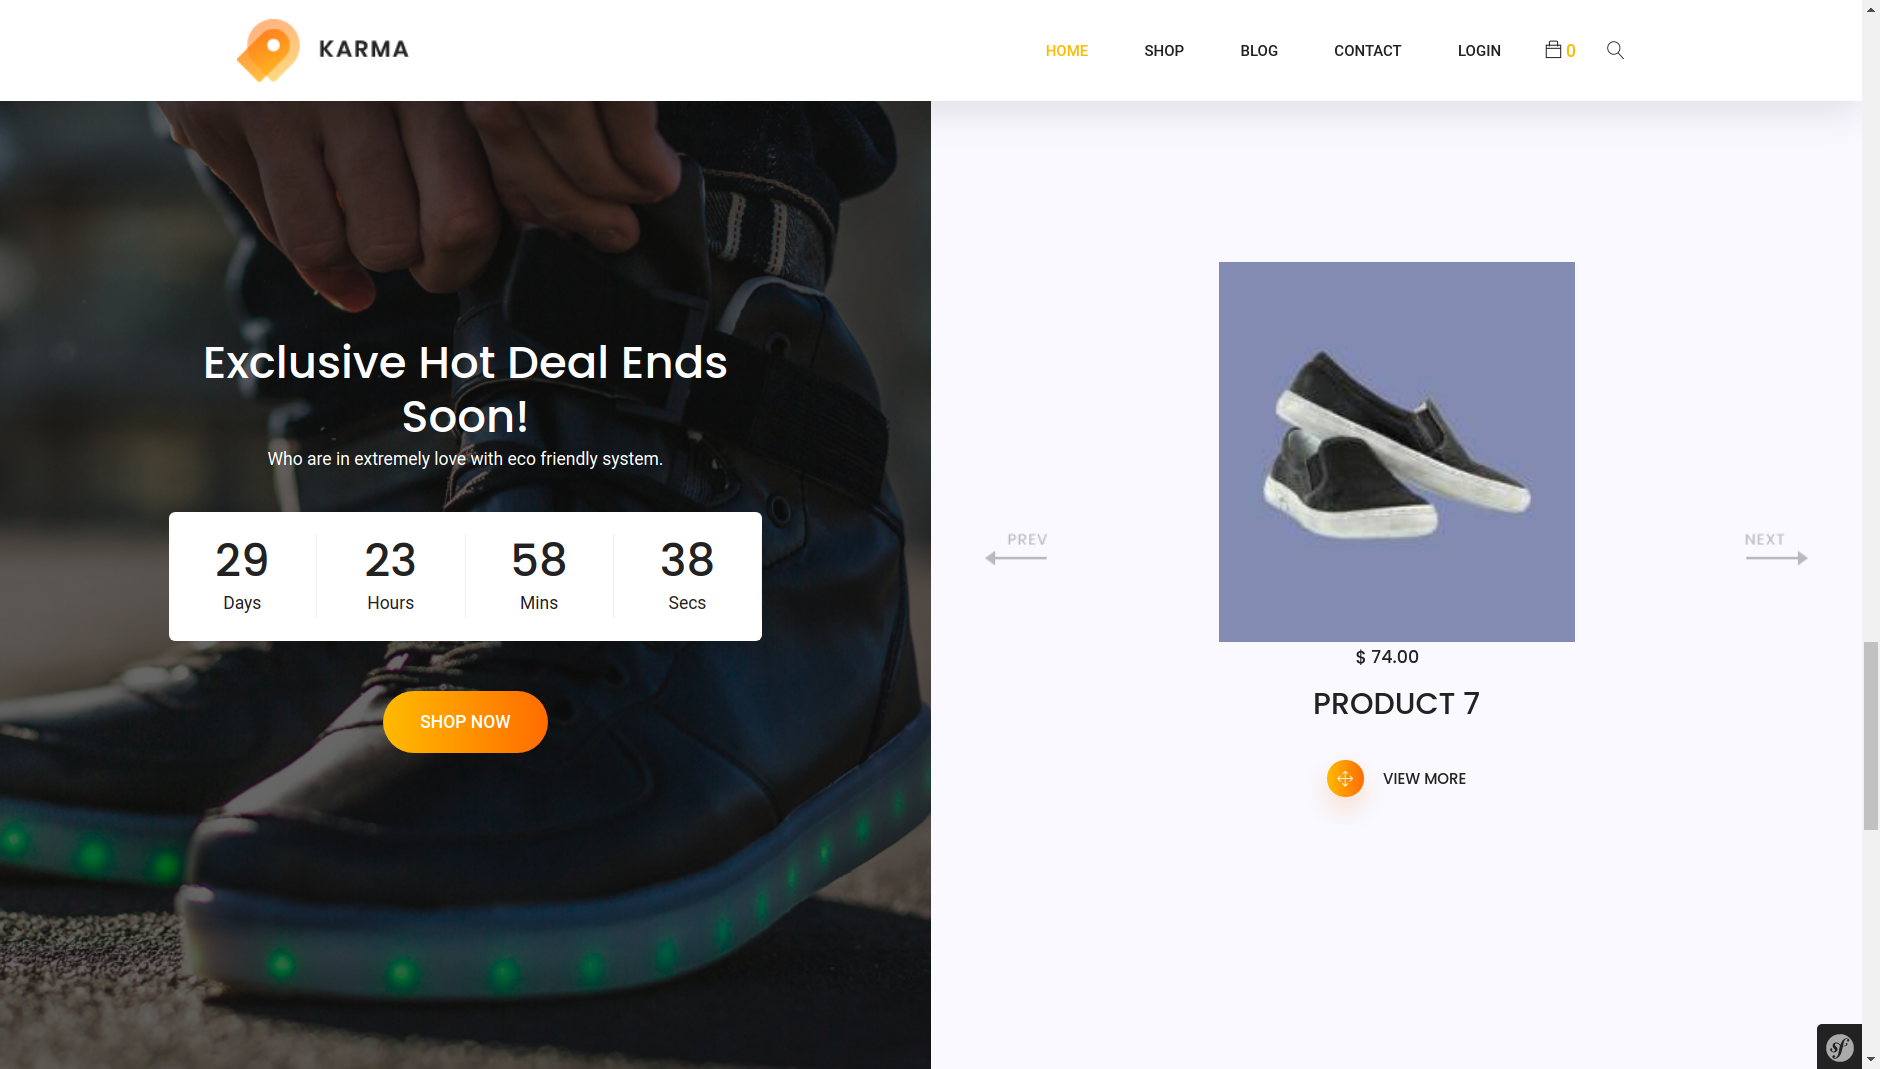 KARMA
HOME
SHOP
BLOG
CONTACT
LOGIN
0
Exclusive Hot Deal Ends
Soon!
Who are in extremely love with eco friendly system.
29 23 58 38
Days Hours Mins Secs
SHOP NOW
PREV
NEXT
$ 74.00
PRODUCT 7
VIEW MORE
sf